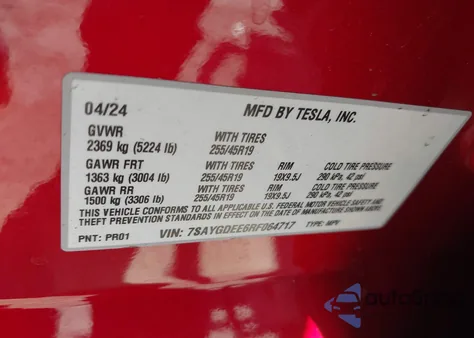 04/24 MFD BY TESLA, INC.
GVWR WITH TIRES
2369 kg (5224 lb) 255/45R19
GAWR FRT WITH TIRES RIM COLD TIRE PRESSURE
1363 kg (3004 lb) 255/45R19 19X9.5J 290 kPa, 42 psi
GAWR RR WITH TIRES RIM COLD TIRE PRESSURE
1500 kg (3306 lb) 255/45R19 19X9.5J 290 kPa, 42 psi
THIS VEHICLE CONFORMS TO ALL APPLICABLE FEDERAL MOTOR VEHICLE SAFETY AND
THEFT PREVENTION STANDARDS IN EFFECT ON THE DATE OF MANUFACTURE SHOWN ABOVE.
PNT: PR01 VIN: 7SAYGDEE6RF064717 TYPE: MPV